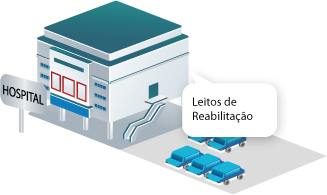 HOSPITAL
Leitos de
Reabilitação